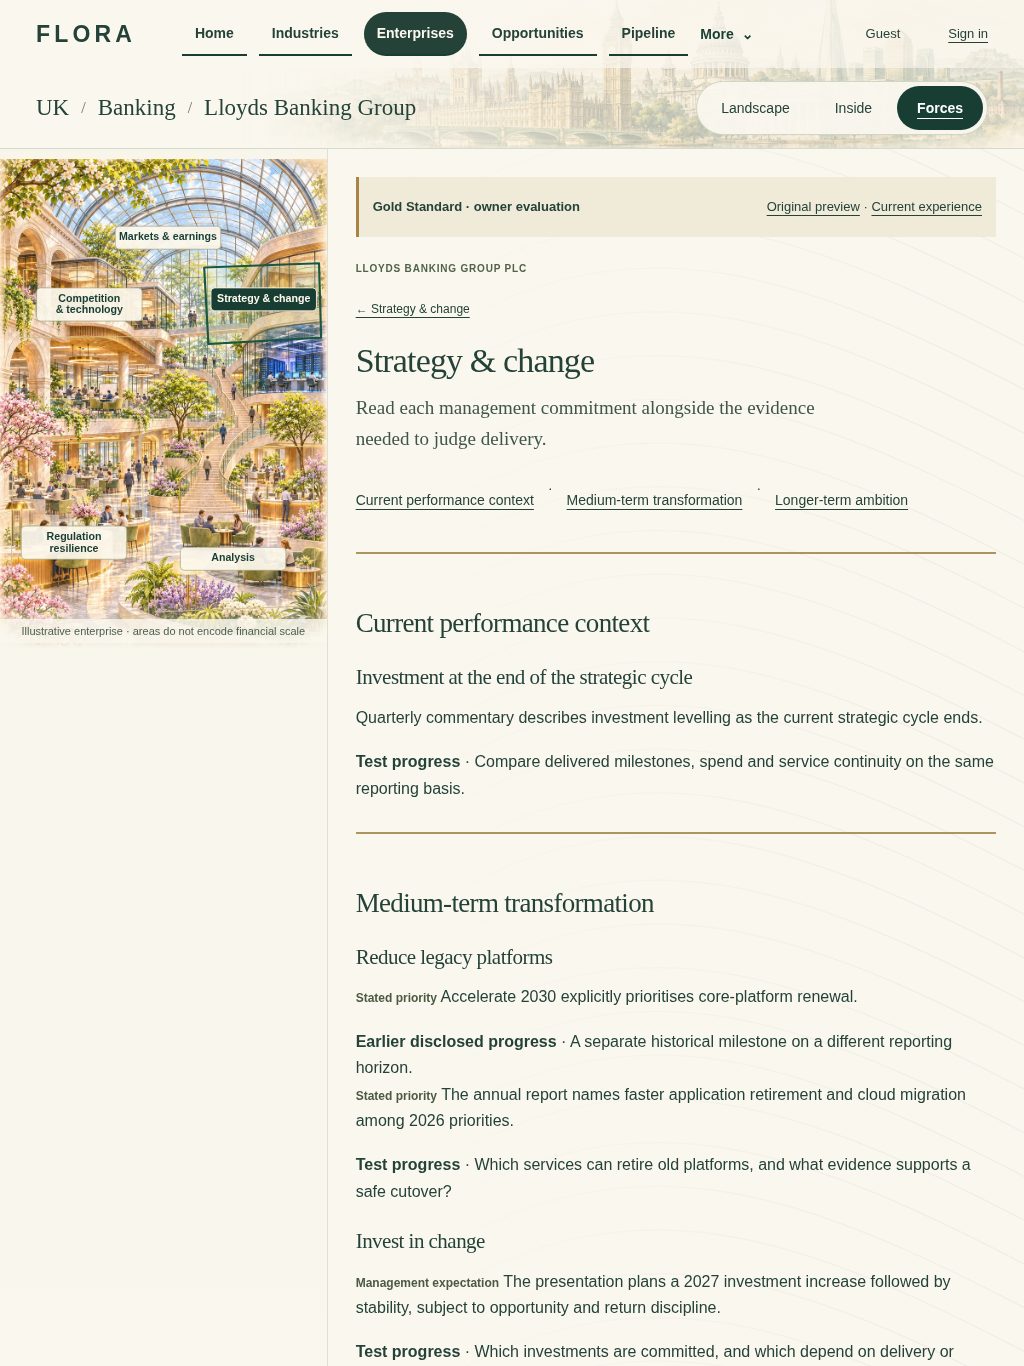 FLORA
Home
Industries
Enterprises
Opportunities
Pipeline
More
Guest
Sign in
UK / Banking / Lloyds Banking Group
Landscape
Inside
Forces
Markets & earnings
Competition
& technology
Strategy & change
Regulation
resilience
Analysis
Illustrative enterprise · areas do not encode financial scale
Gold Standard · owner evaluation
Original preview · Current experience
LLOYDS BANKING GROUP PLC
← Strategy & change
Strategy & change
Read each management commitment alongside the evidence
needed to judge delivery.
Current performance context · Medium-term transformation · Longer-term ambition
Current performance context
Investment at the end of the strategic cycle
Quarterly commentary describes investment levelling as the current strategic cycle ends.
Test progress · Compare delivered milestones, spend and service continuity on the same
reporting basis.
Medium-term transformation
Reduce legacy platforms
Stated priority Accelerate 2030 explicitly prioritises core-platform renewal.
Earlier disclosed progress · A separate historical milestone on a different reporting
horizon.
Stated priority The annual report names faster application retirement and cloud migration
among 2026 priorities.
Test progress · Which services can retire old platforms, and what evidence supports a
safe cutover?
Invest in change
Management expectation The presentation plans a 2027 investment increase followed by
stability, subject to opportunity and return discipline.
Test progress · Which investments are committed, and which depend on delivery or